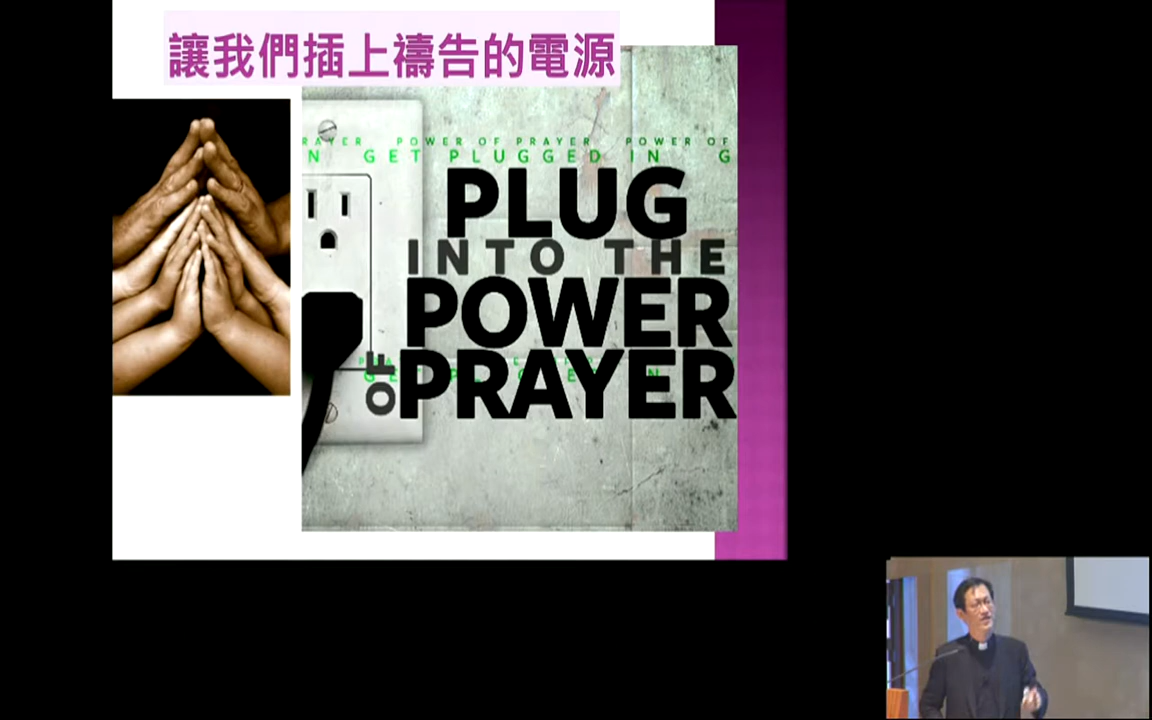 讓我們插上禱告的電源
RAYER POWER OF PRAYER POWER OF
N GET PLUGGED IN G
PLUG
INTO THE
POWER
OF PRAYER